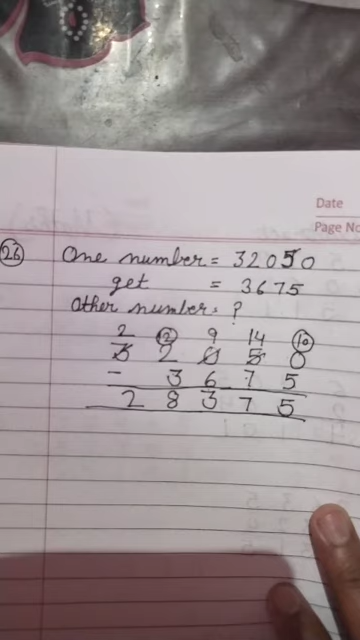 Date
Page No
26 One number = 32050
get = 3675
Other number = ?
2 12 9 14 10
3 2 0 5 0
- 3 6 7 5
2 8 3 7 5